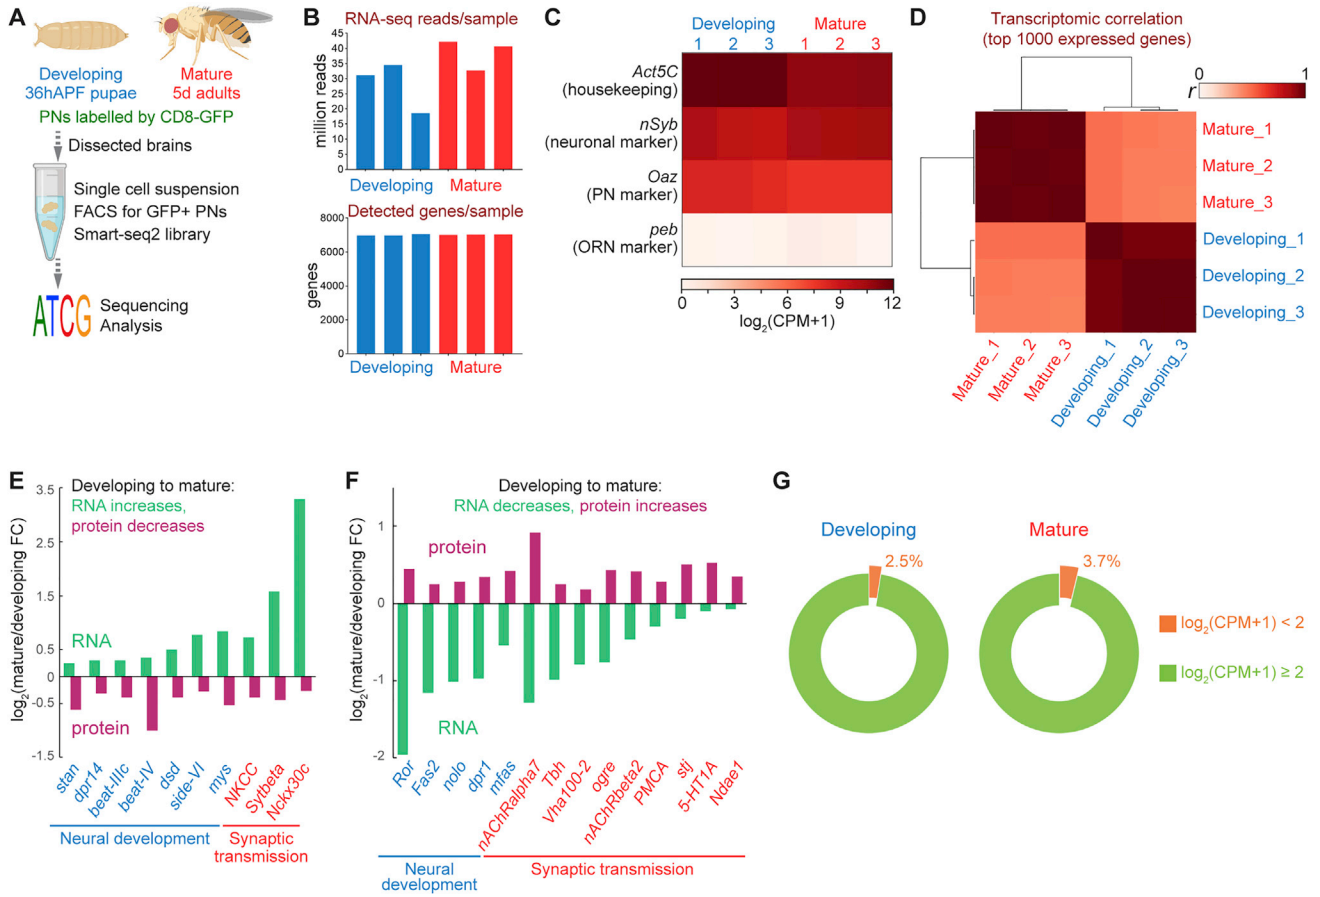 A
Developing
36hAPF pupae
Mature
5d adults
PNs labelled by CD8-GFP
Dissected brains
Single cell suspension
FACS for GFP+ PNs
Smart-seq2 library
ATCG
Sequencing
Analysis
B
RNA-seq reads/sample
million reads
45
40
35
30
25
20
15
10
5
0
Developing
Mature
Detected genes/sample
genes
8000
6000
4000
2000
0
Developing
Mature
C
Developing
Mature
1 2 3 1 2 3
Act5C
(housekeeping)
nSyb
(neuronal marker)
Oaz
(PN marker)
peb
(ORN marker)
0 3 6 9 12
log2(CPM+1)
D
Transcriptomic correlation
(top 1000 expressed genes)
0 1
r
Mature_1
Mature_2
Mature_3
Developing_1
Developing_2
Developing_3
Mature_1
Mature_2
Mature_3
Developing_1
Developing_2
Developing_3
E
Developing to mature:
RNA increases,
protein decreases
log2(mature/developing FC)
3.5
2.5
1.5
0.5
0
-0.5
-1.5
RNA
protein
stan
dpr14
beat-IIIc
beat-IV
dsd
side-VI
mys
NKCC
Sytbeta
Nckx30c
Neural development
Synaptic
transmission
F
Developing to mature:
RNA decreases, protein increases
log2(mature/developing FC)
1
0
-1
-2
protein
RNA
Ror
Fas2
nolo
dpr1
mfas
nAChRalpha7
Tbh
Vha100-2
ogre
nAChRbeta2
PMCA
stj
5-HT1A
Ndae1
Neural
development
Synaptic transmission
G
Developing
2.5%
Mature
3.7%
log2(CPM+1) < 2
log2(CPM+1) ≥ 2